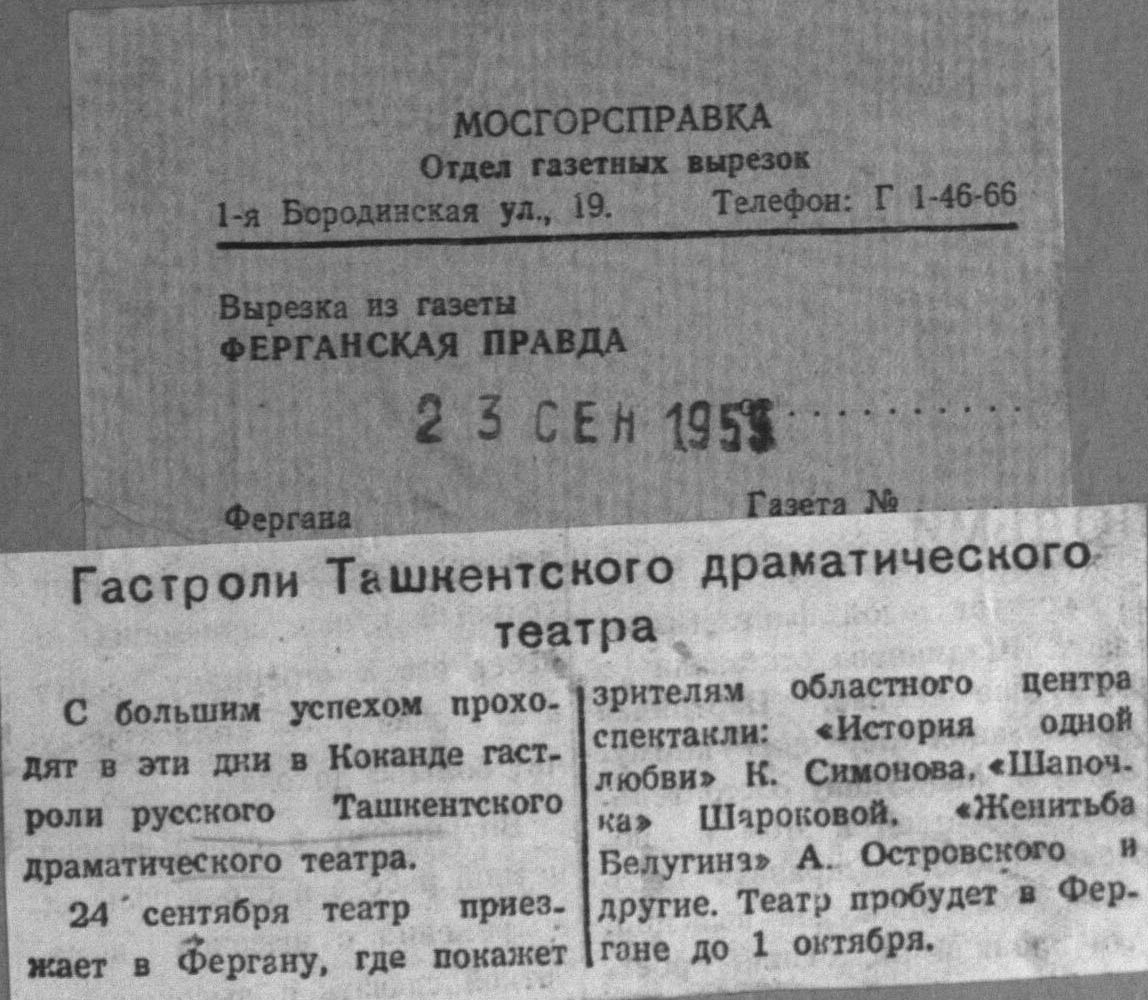 МОСГОРСПРАВКА
Отдел газетных вырезок
1-я Бородинская ул., 19. Телефон: Г 1-46-66
Вырезка из газеты
ФЕРГАНСКАЯ ПРАВДА
23 СЕН
Фергана Газета №
Гастроли Ташкентского драматического
театра
С большим успехом прохо-
дят в эти дни в Коканде гаст-
роли русского Ташкентского
драматического театра.
24 сентября театр приез-
жает в Фергану, где покажет
зрителям областного центра
спектакли: «История одной
любви» К. Симонова, «Шапоч-
ка» Шароковой, «Женитьба
Белугина» А. Островского и
другие. Театр пробудет в Фер-
гане до 1 октября.